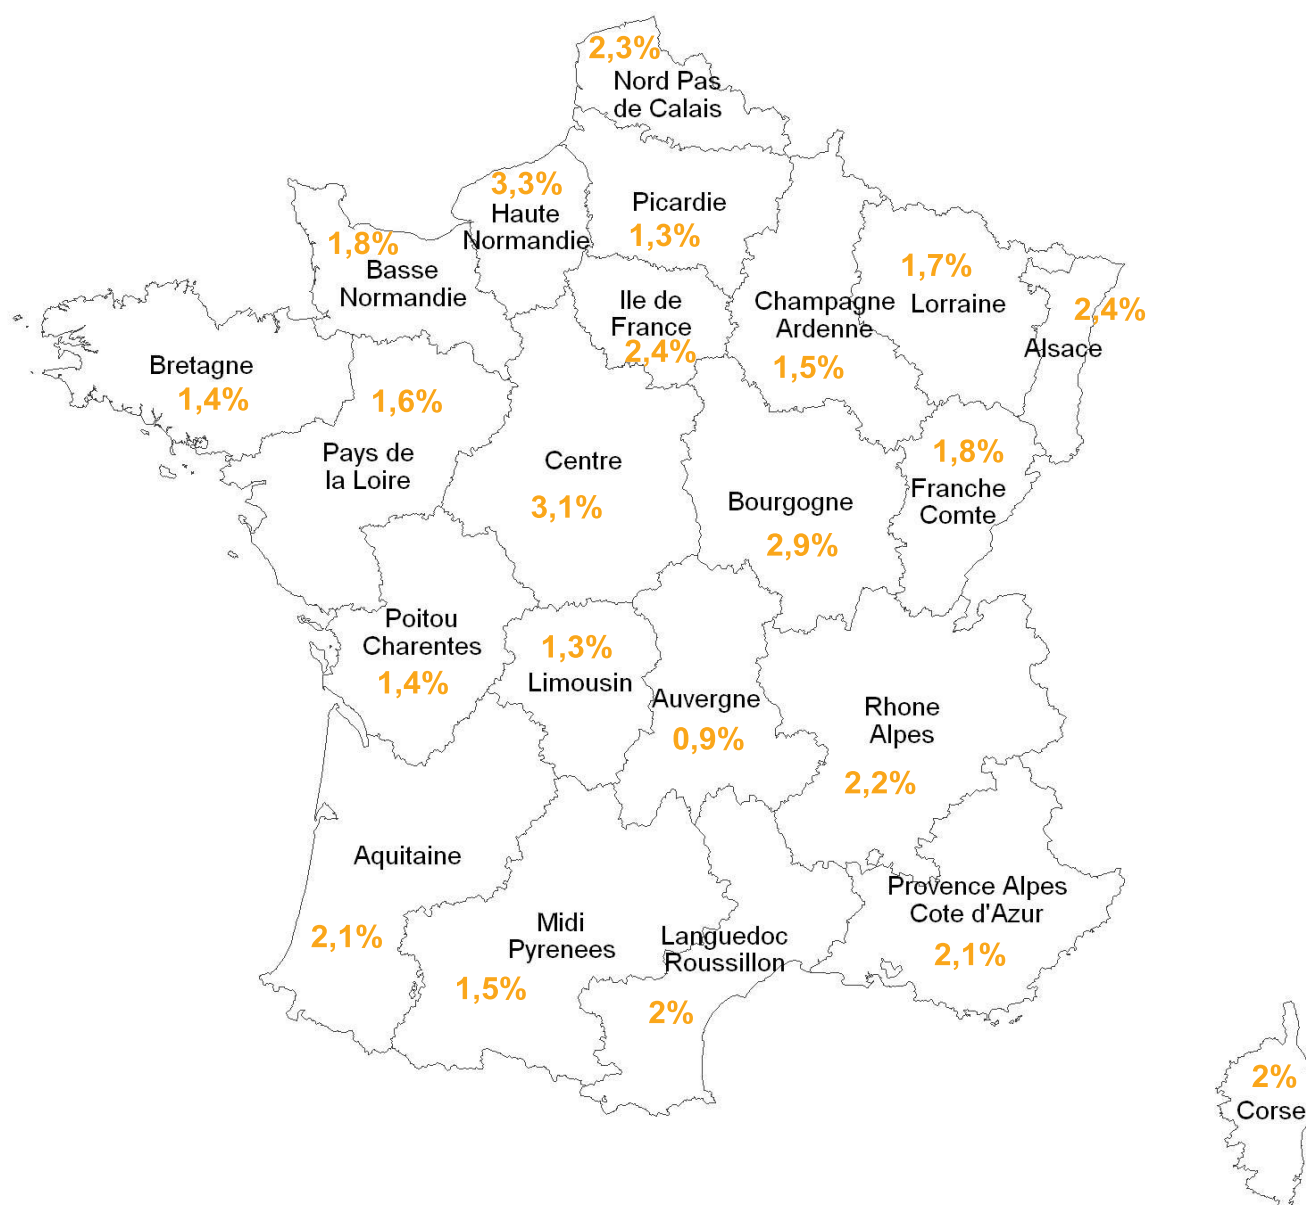 2,3%
Nord Pas
de Calais
3,3%
Haute
Normandie
Picardie
1,3%
1,8%
Basse
Normandie
Ile de
France
2,4%
Champagne
Ardenne
1,5%
1,7%
Lorraine
2,4%
Alsace
Bretagne
1,4%
1,6%
Pays de
la Loire
Centre
3,1%
Bourgogne
2,9%
1,8%
Franche
Comte
Poitou
Charentes
1,4%
1,3%
Limousin
Auvergne
0,9%
Rhone
Alpes
2,2%
Aquitaine
2,1%
Midi
Pyrenees
1,5%
Languedoc
Roussillon
2%
Provence Alpes
Cote d'Azur
2,1%
2%
Corse